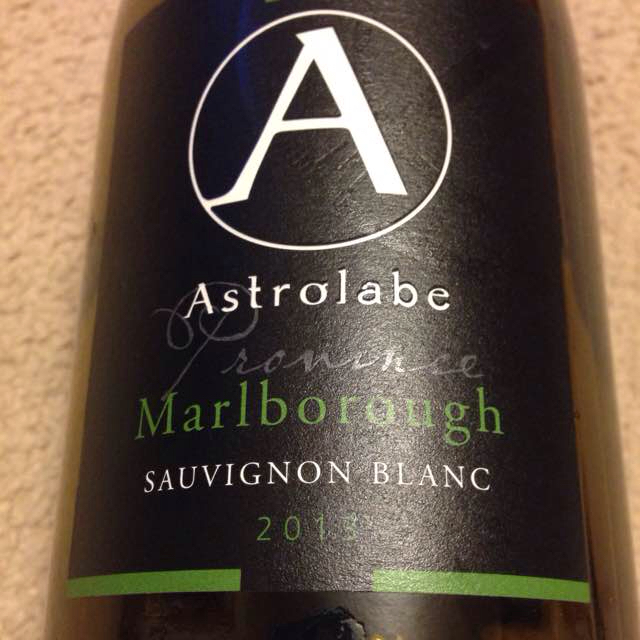 A
Astrolabe
Province
Marlborough
SAUVIGNON BLANC
2013